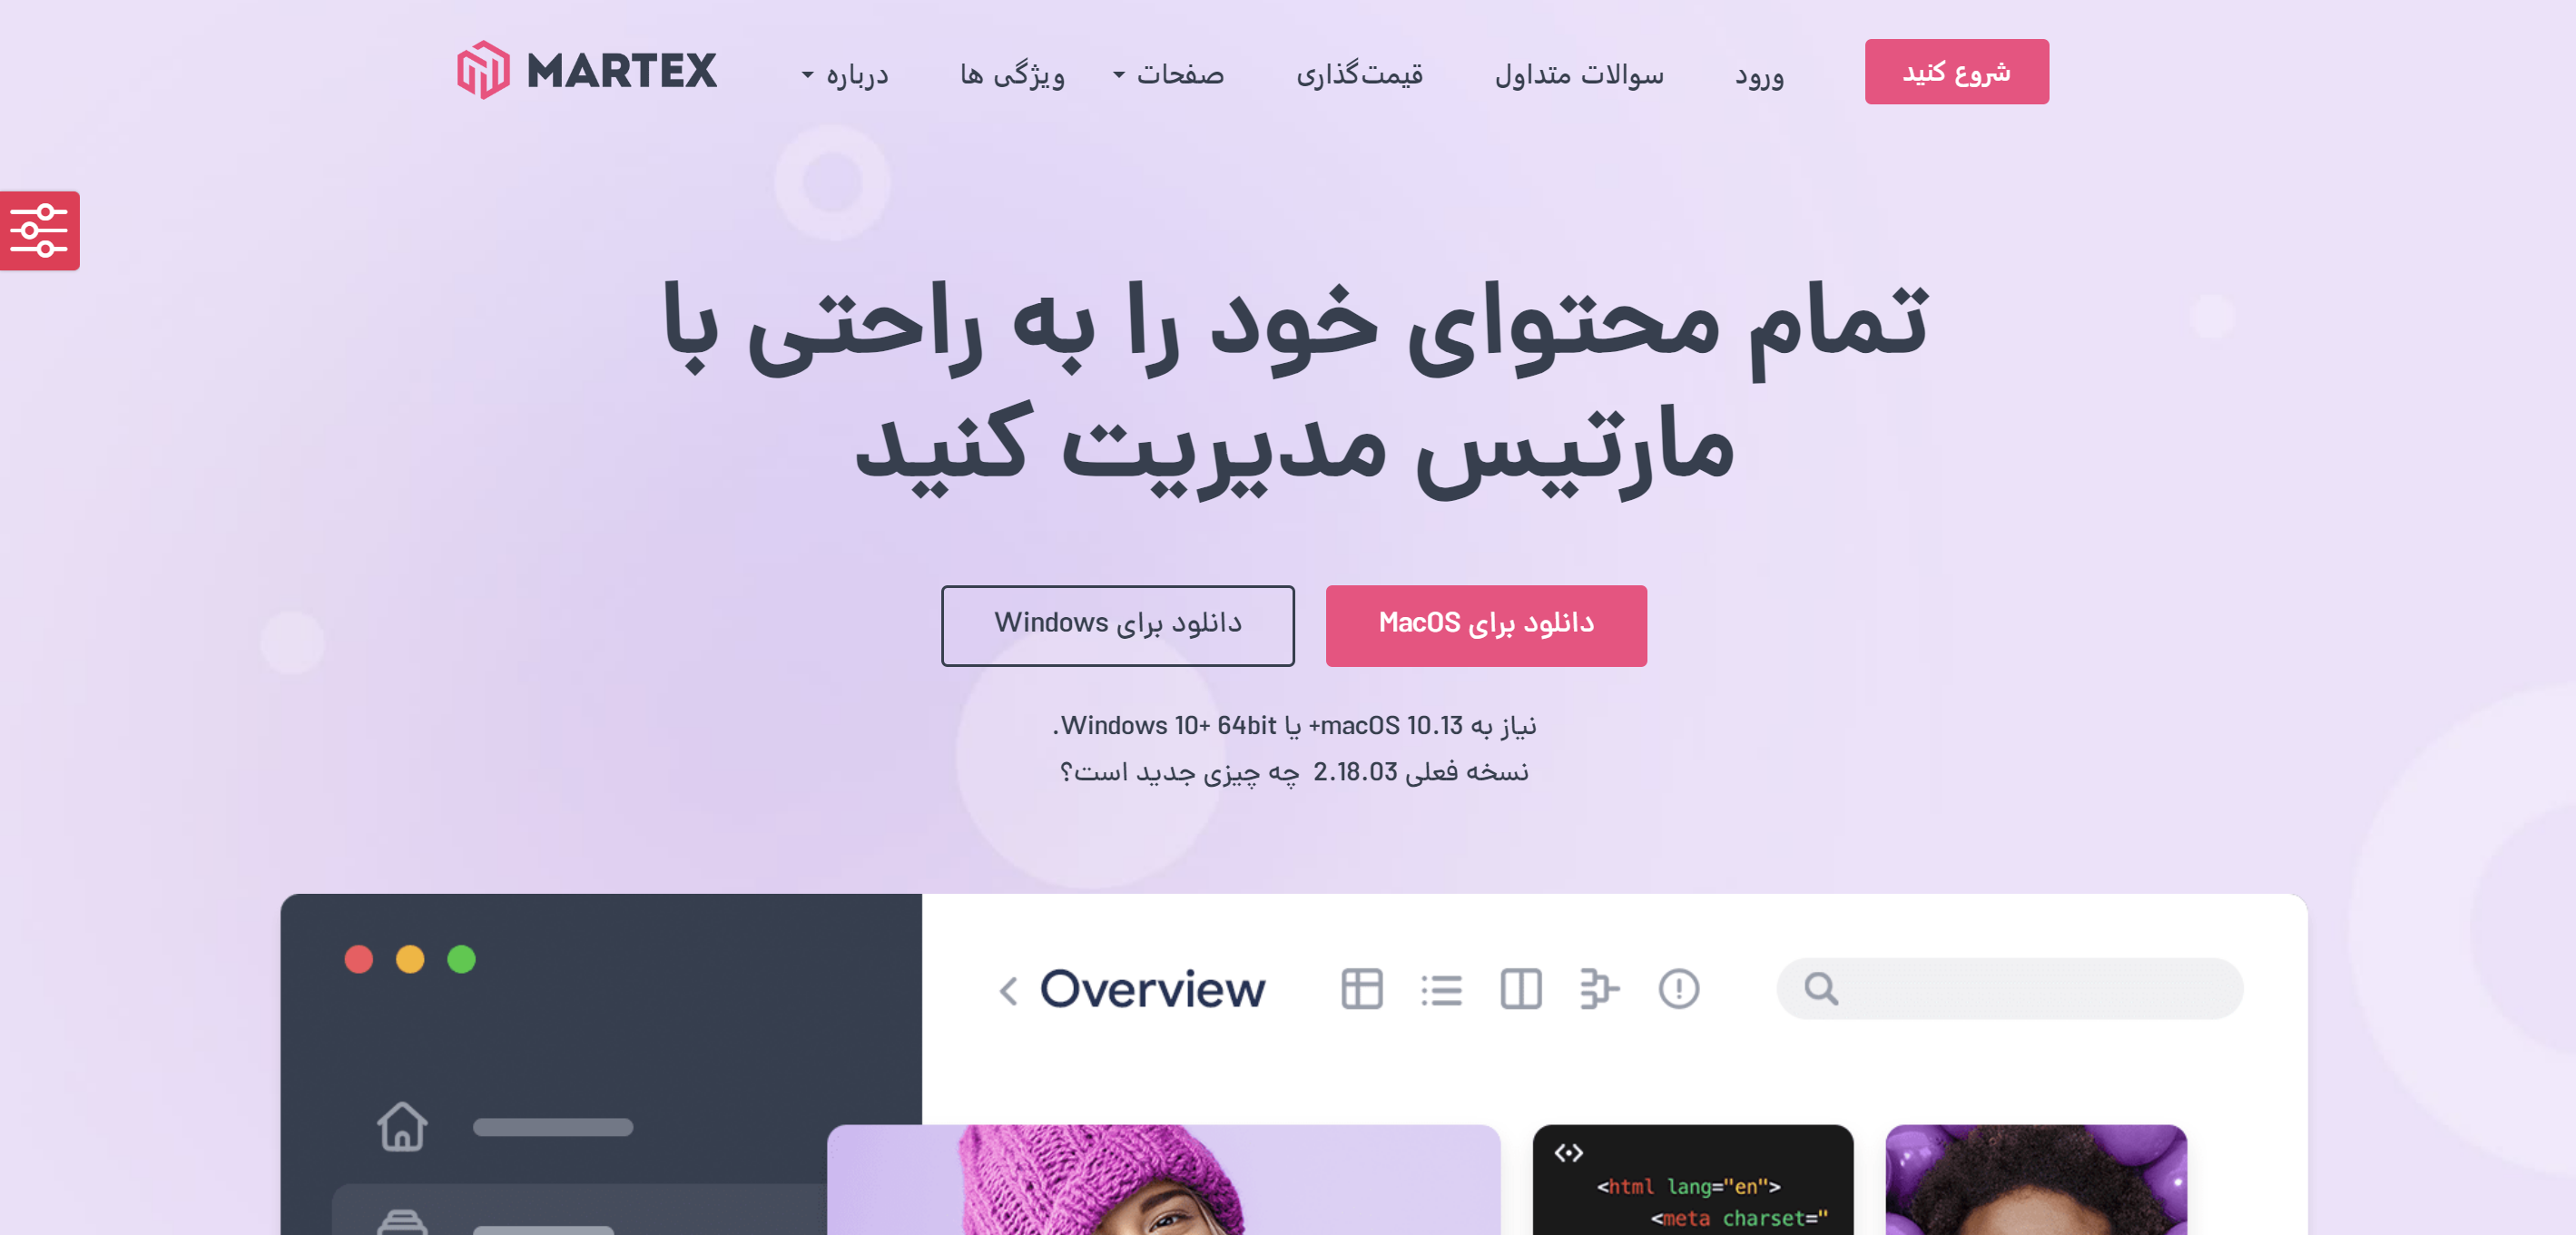 MARTEX
درباره
ویژگی ها
صفحات
قیمت‌گذاری
سوالات متداول
ورود
شروع کنید
تمام محتوای خود را به راحتی با
مارتیس مدیریت کنید
دانلود برای MacOS
دانلود برای Windows
نیاز به macOS 10.13+ یا Windows 10+ 64bit.
نسخه فعلی 2.18.03 چه چیزی جدید است؟
Overview
<html lang="en">
<meta charset="